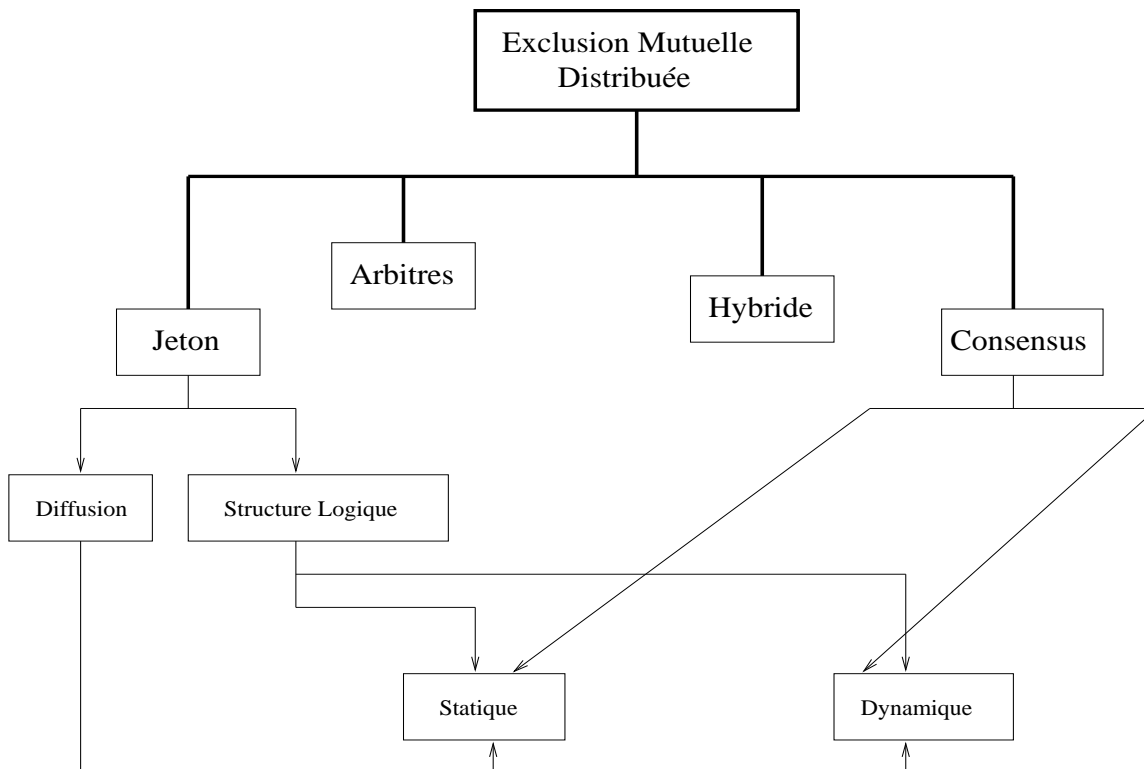 Exclusion Mutuelle
Distribuée
Arbitres
Hybride
Jeton
Consensus
Diffusion
Structure Logique
Statique
Dynamique